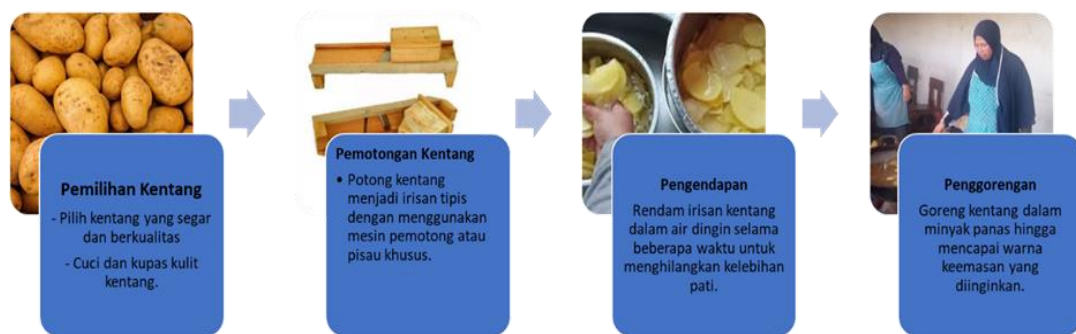 Pemilihan Kentang
- Pilih kentang yang segar
dan berkualitas
- Cuci dan kupas kulit
kentang.
Pemotongan Kentang
• Potong kentang
menjadi irisan tipis
dengan menggunakan
mesin pemotong atau
pisau khusus.
Pengendapan
Rendam irisan kentang
dalam air dingin selama
beberapa waktu untuk
menghilangkan kelebihan
pati.
Penggorengan
Goreng kentang dalam
minyak panas hingga
mencapai warna
keemasan yang
diinginkan.